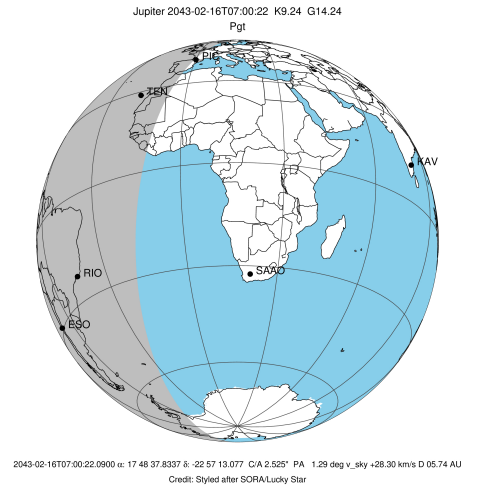 Jupiter 2043-02-16T07:00:22 K9.24 G14.24
Pgt
PIC
TEN
KAV
SAAO
RIO
ESO
2043-02-16T07:00:22.0900 α: 17 48 37.8337 δ: -22 57 13.077 C/A 2.525" PA 1.29 deg v_sky +28.30 km/s D 05.74 AU
Credit: Styled after SORA/Lucky Star